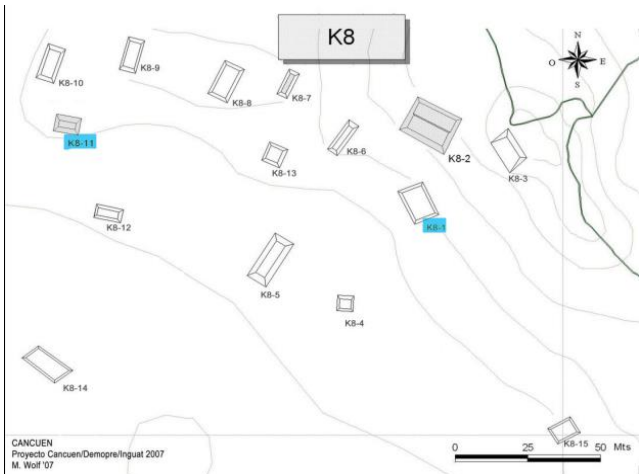 K8
N
O E
S
K8-10
K8-9
K8-8
K8-7
K8-11
K8-6
K8-2
K8-3
K8-13
K8-12
K8-1
K8-5
K8-4
K8-14
K8-15
CANCUEN
Proyecto Cancuen/Demopre/Inguat 2007
M. Wolf '07
0 25 50 Mts